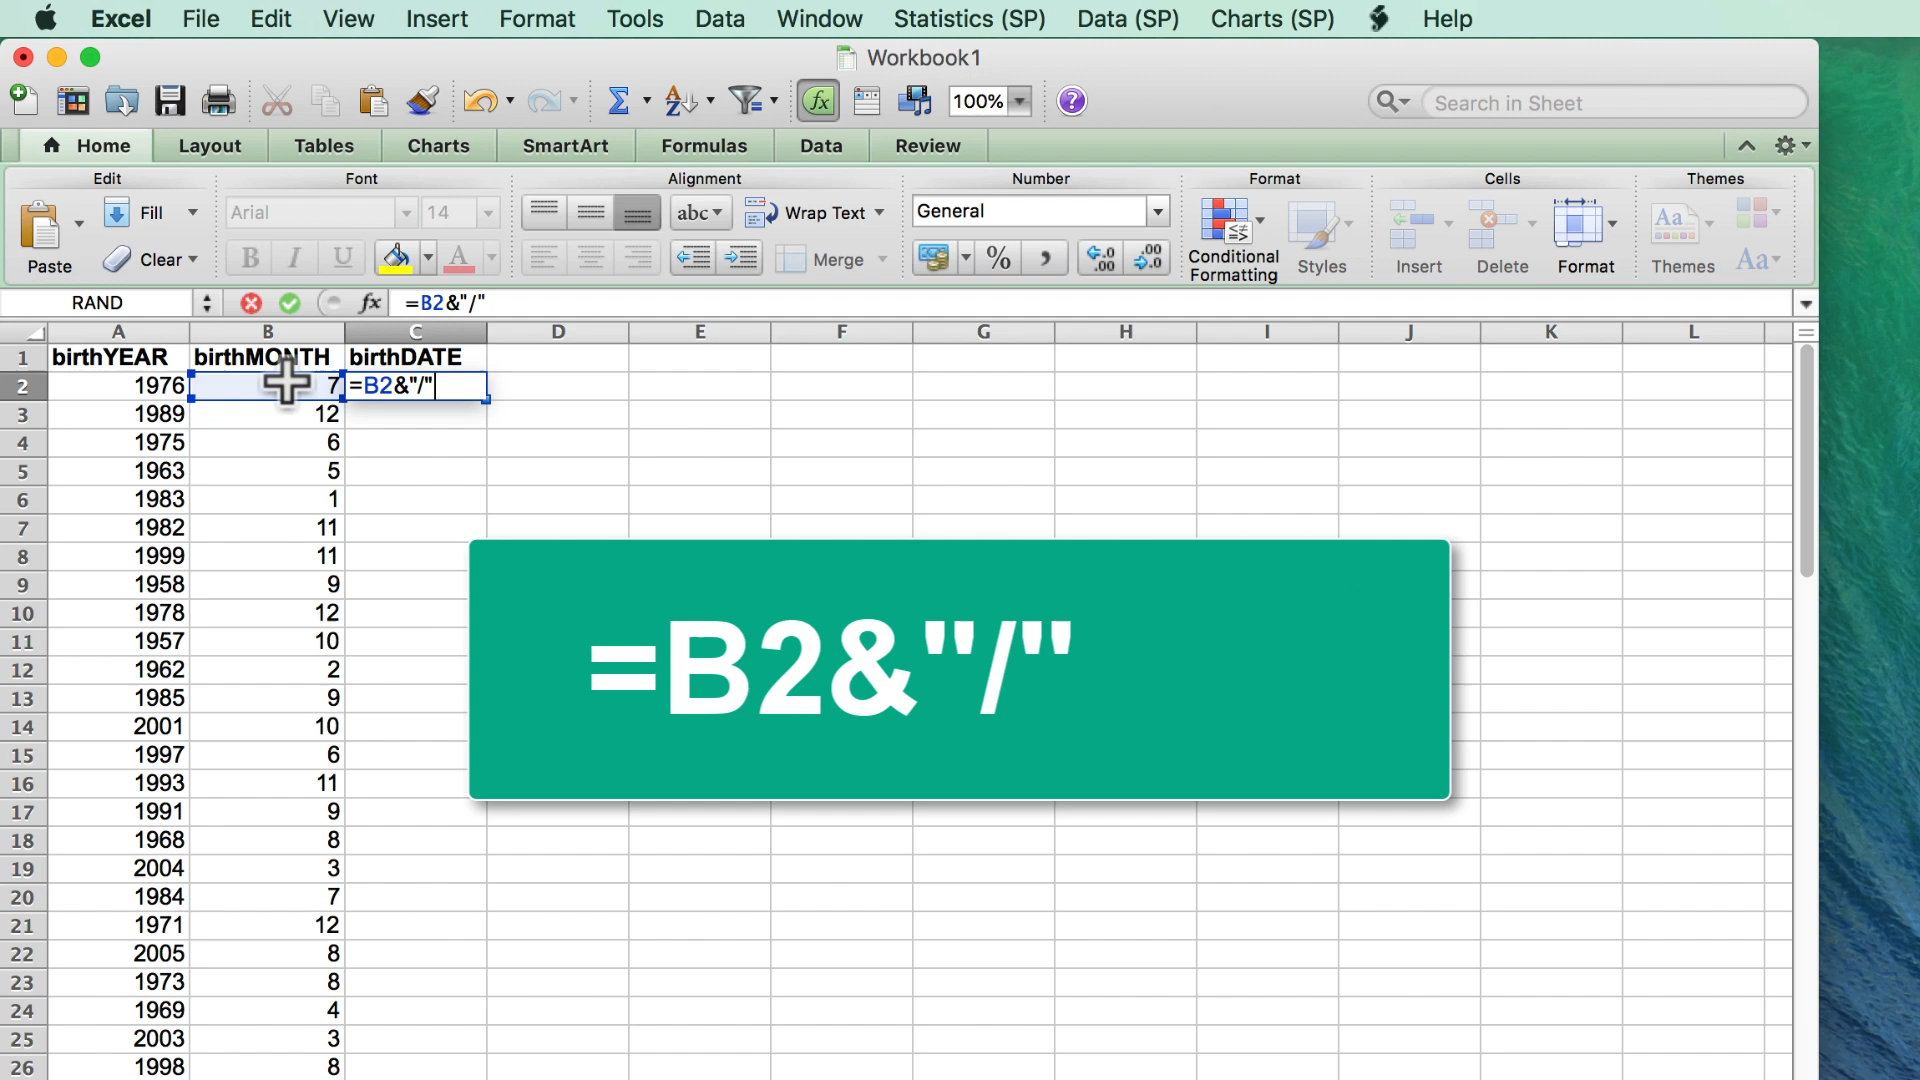 Excel File Edit View Insert Format Tools Data Window Statistics (SP) Data (SP) Charts (SP) Help
Workbook1
100% Search in Sheet
Home Layout Tables Charts SmartArt Formulas Data Review
Edit Font Alignment Number Format Cells Themes
Fill Arial 14 abc Wrap Text General
Paste Clear B I U A Merge % , .00 .0 .00 .0 Conditional Formatting Styles Insert Delete Format Themes Aa
RAND fx =B2&"/"
A B C D E F G H I J K L
1 birthYEAR birthMONTH birthDATE
2 1976 7 =B2&"/"
3 1989 12
4 1975 6
5 1963 5
6 1983 1
7 1982 11
8 1999 11
9 1958 9
10 1978 12
11 1957 10
12 1962 2
13 1985 9
14 2001 10
15 1997 6
16 1993 11
17 1991 9
18 1968 8
19 2004 3
20 1984 7
21 1971 12
22 2005 8
23 1973 8
24 1969 4
25 2003 3
26 1998 8
=B2&"/"